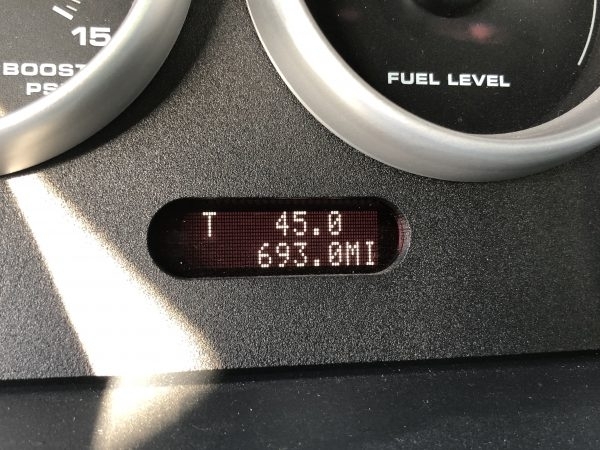 15
BOOST
PSI
FUEL LEVEL
T 45.0
693.0MI